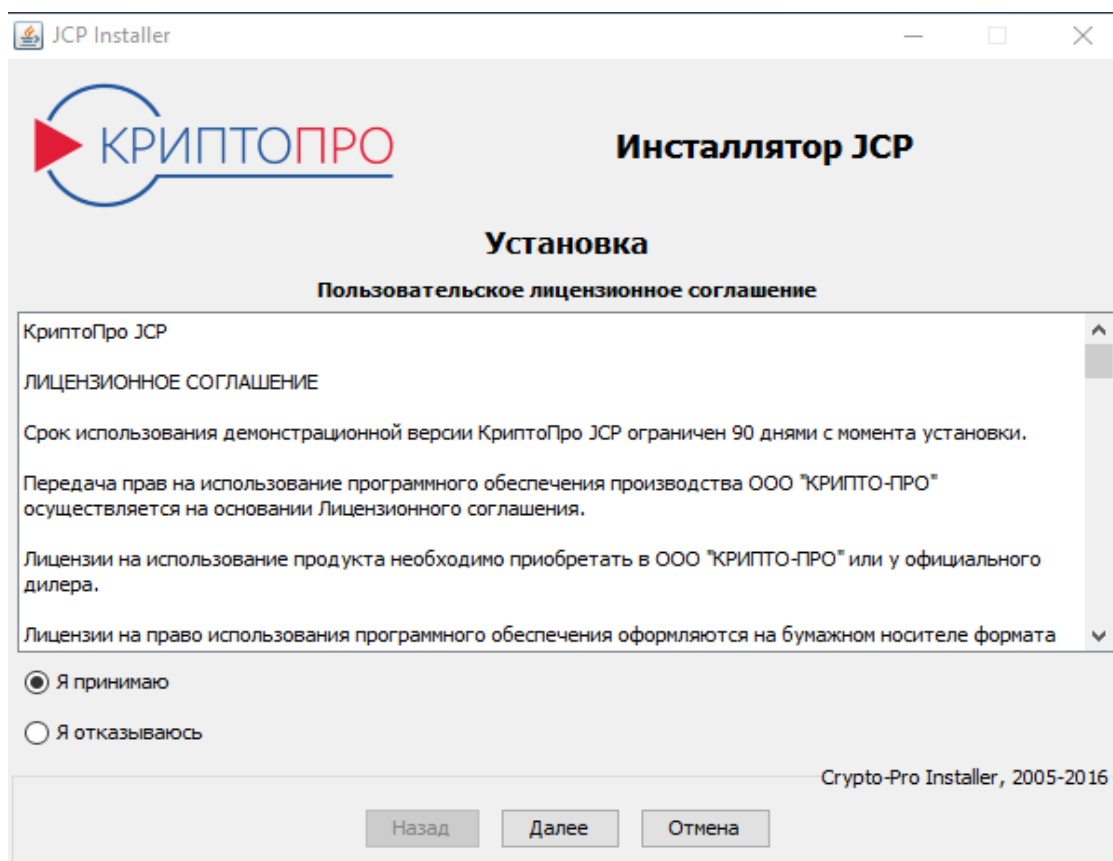 JCP Installer
КРИПТОПРО
Инсталлятор JCP
Установка
Пользовательское лицензионное соглашение
КриптоПро JCP
ЛИЦЕНЗИОННОЕ СОГЛАШЕНИЕ
Срок использования демонстрационной версии КриптоПро JCP ограничен 90 днями с момента установки.
Передача прав на использование программного обеспечения производства ООО "КРИПТО-ПРО"
осуществляется на основании Лицензионного соглашения.
Лицензии на использование продукта необходимо приобретать в ООО "КРИПТО-ПРО" или у официального
дилера.
Лицензии на право использования программного обеспечения оформляются на бумажном носителе формата
Я принимаю
Я отказываюсь
Crypto-Pro Installer, 2005-2016
Назад Далее Отмена